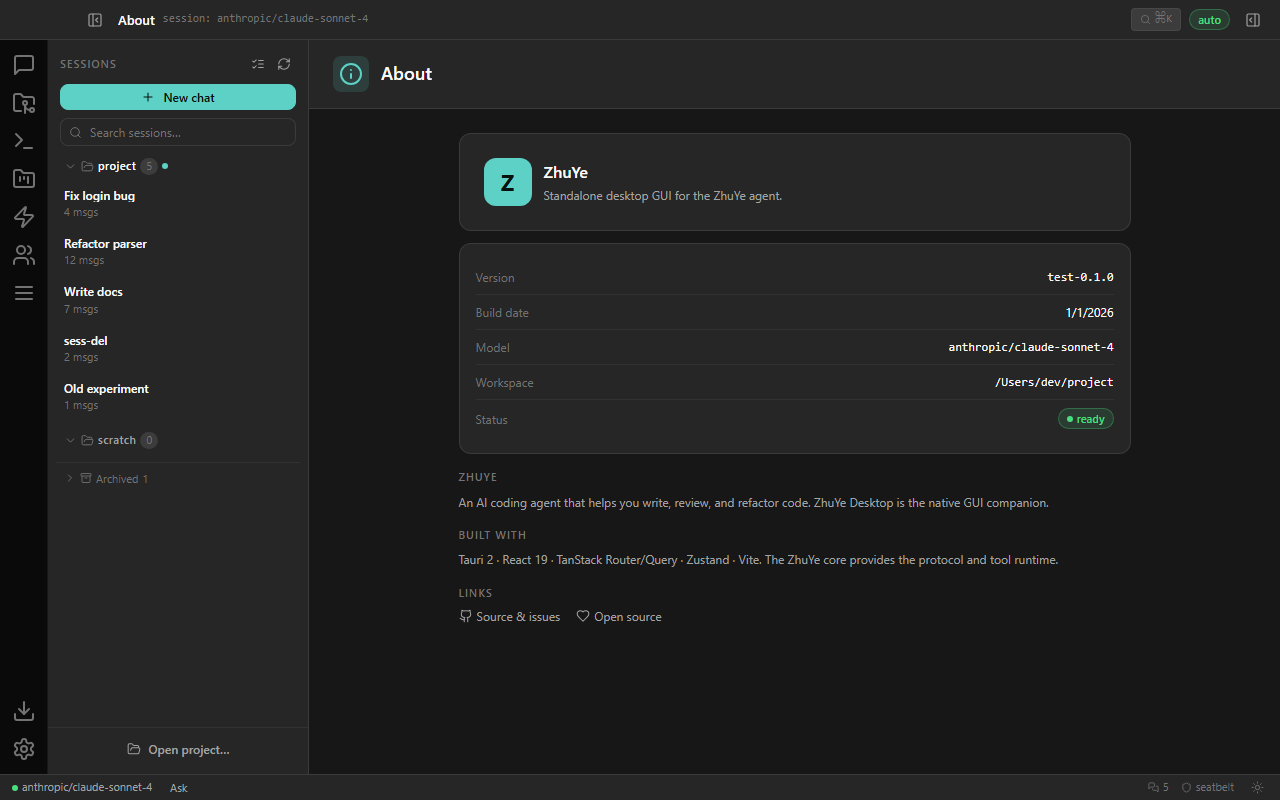 About session: anthropic/claude-sonnet-4
⌘K
auto
SESSIONS
New chat
Search sessions...
project 5
Fix login bug
4 msgs
Refactor parser
12 msgs
Write docs
7 msgs
sess-del
2 msgs
Old experiment
1 msgs
scratch 0
Archived 1
Open project...
About
Z
ZhuYe
Standalone desktop GUI for the ZhuYe agent.
Version test-0.1.0
Build date 1/1/2026
Model anthropic/claude-sonnet-4
Workspace /Users/dev/project
Status ready
ZHUYE
An AI coding agent that helps you write, review, and refactor code. ZhuYe Desktop is the native GUI companion.
BUILT WITH
Tauri 2 · React 19 · TanStack Router/Query · Zustand · Vite. The ZhuYe core provides the protocol and tool runtime.
LINKS
Source & issues Open source
anthropic/claude-sonnet-4 Ask
5 seatbelt